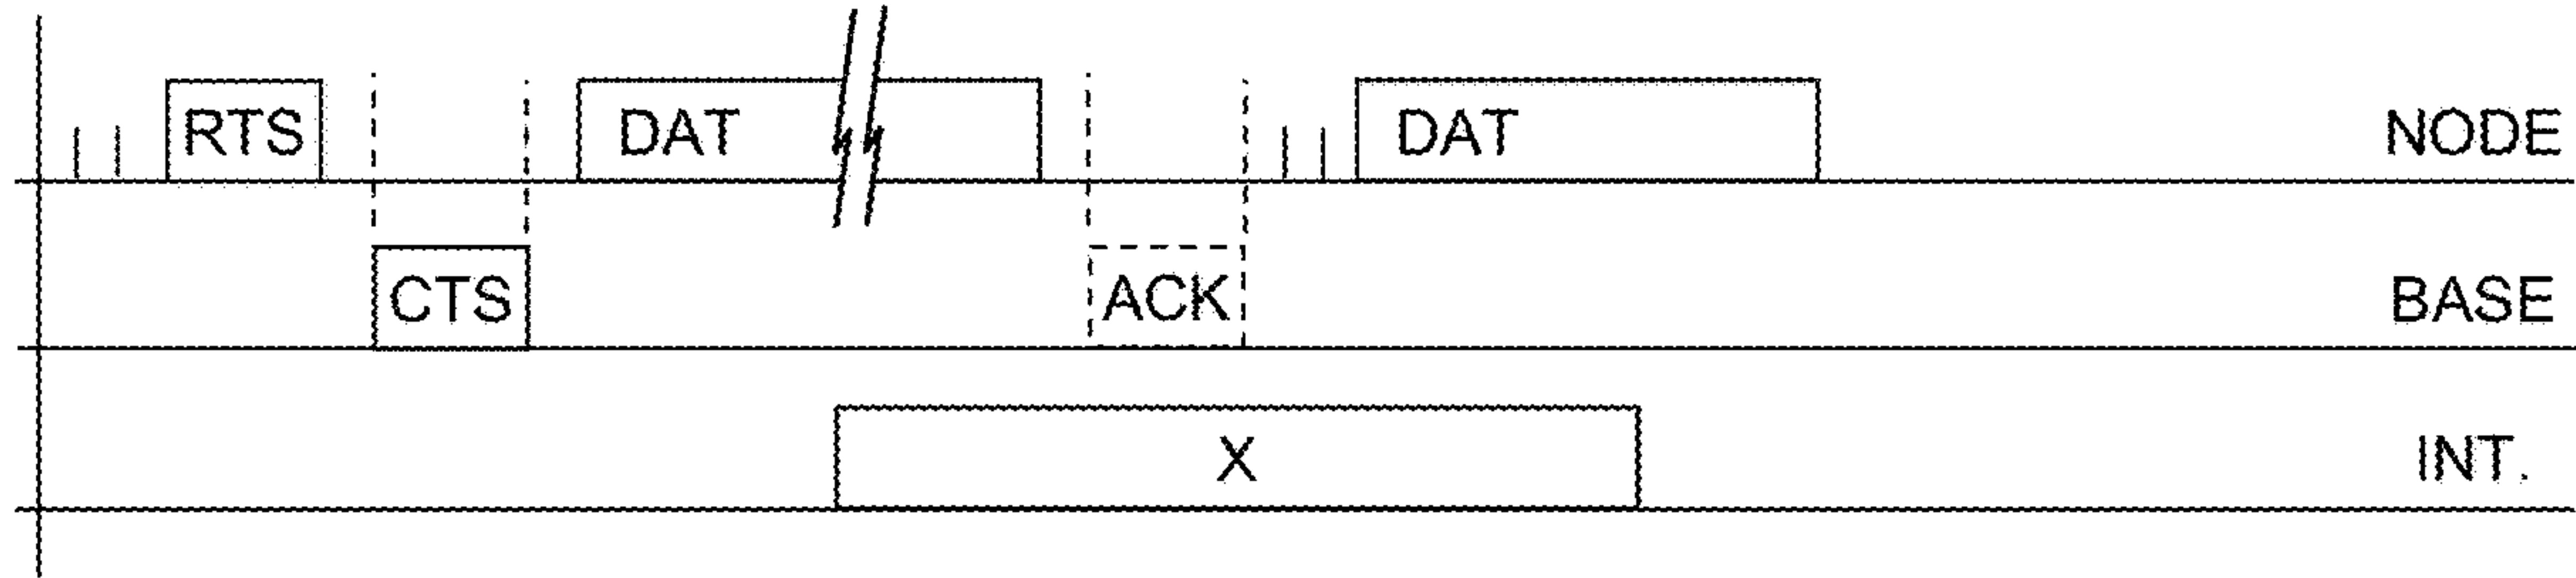 RTS DAT DAT NODE
CTS ACK BASE
X INT.